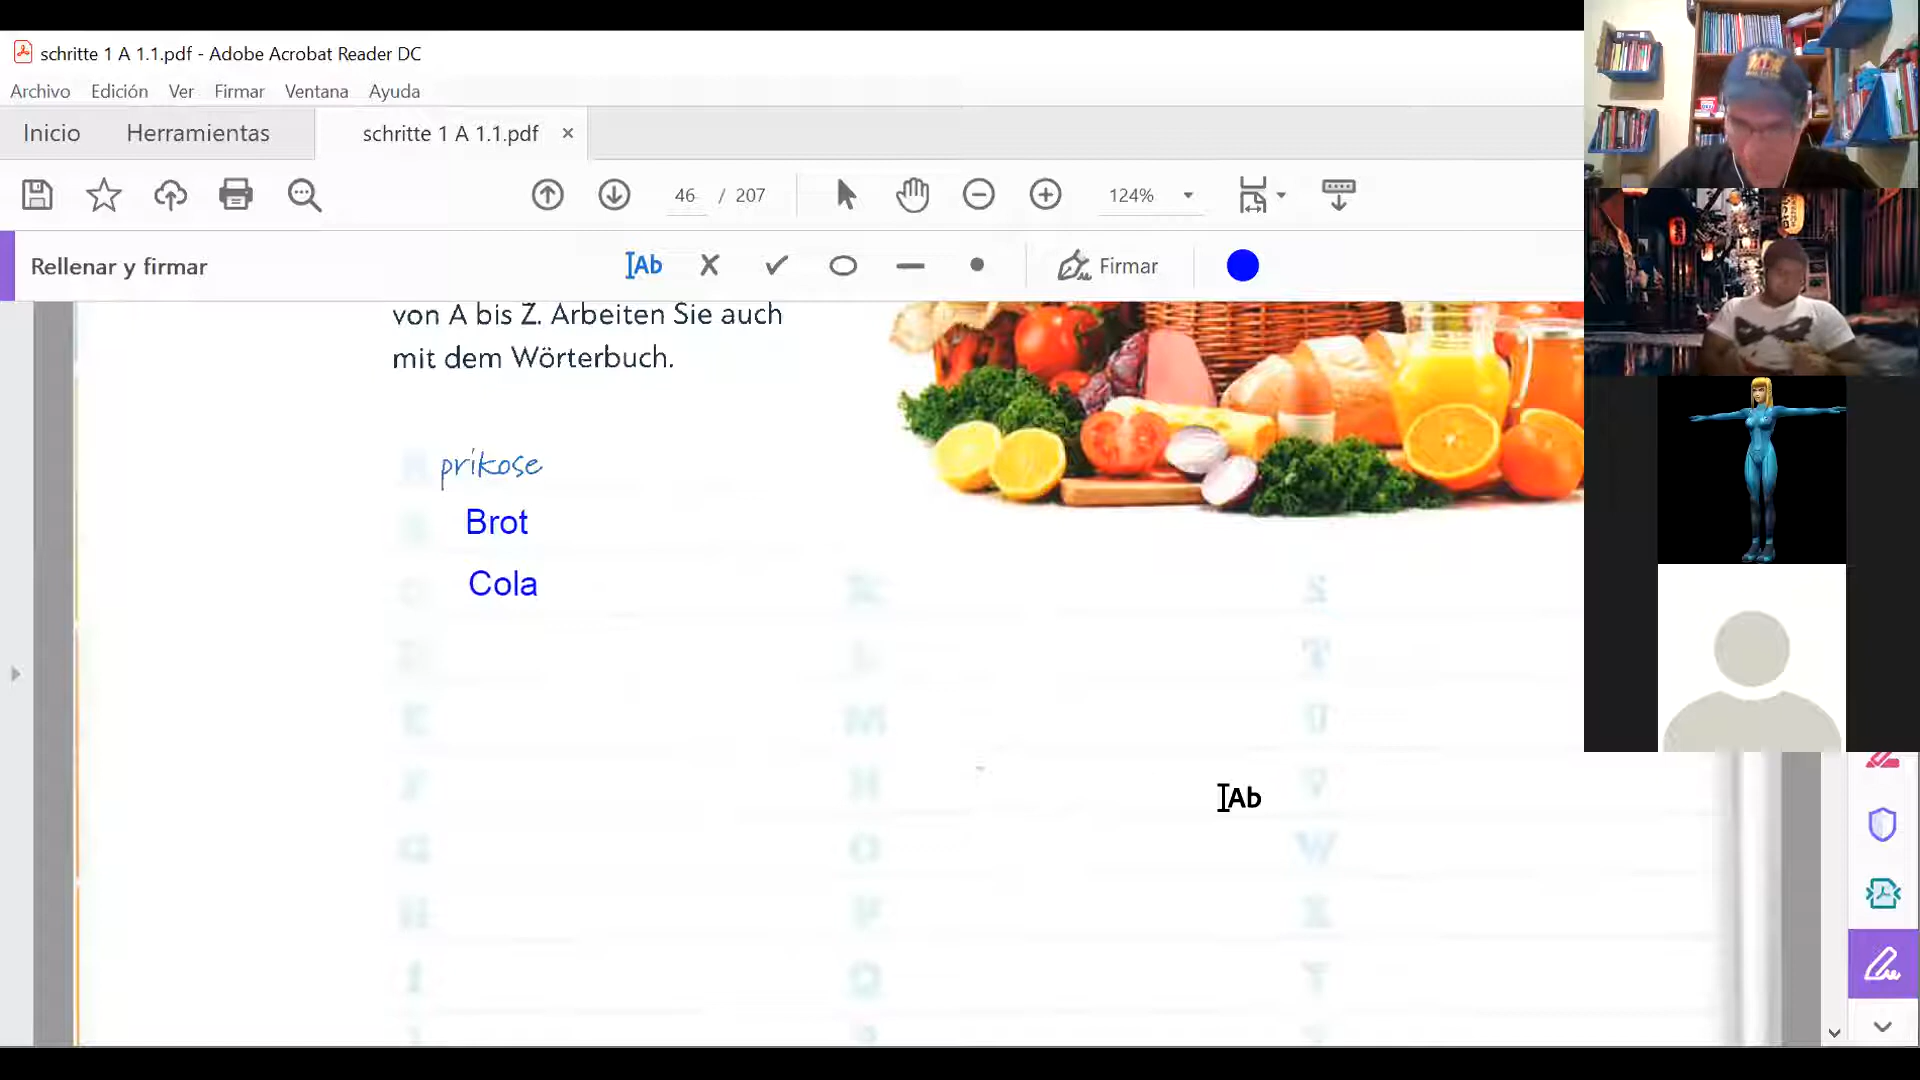 schritte 1 A 1.1.pdf - Adobe Acrobat Reader DC
Archivo Edición Ver Firmar Ventana Ayuda
Inicio Herramientas schritte 1 A 1.1.pdf ×
46 / 207 124%
Rellenar y firmar Ab Firmar
von A bis Z. Arbeiten Sie auch
mit dem Wörterbuch.
A prikose
Brot
Cola
K S
L T
E M U
F N V
Ab
G O W
H P X
I Q Y